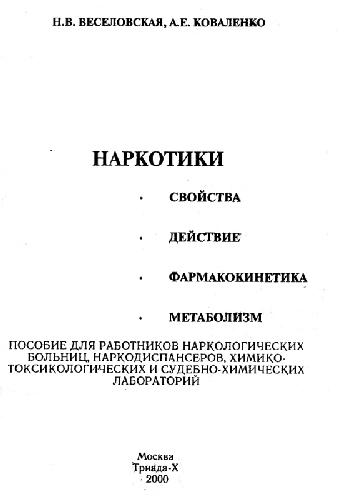 Н.В. ВЕСЕЛОВСКАЯ, А.Е. КОВАЛЕНКО
НАРКОТИКИ
• СВОЙСТВА
• ДЕЙСТВИЕ
• ФАРМАКОКИНЕТИКА
• МЕТАБОЛИЗМ
ПОСОБИЕ ДЛЯ РАБОТНИКОВ НАРКОЛОГИЧЕСКИХ
БОЛЬНИЦ, НАРКОДИСПАНСЕРОВ, ХИМИКО-
ТОКСИКОЛОГИЧЕСКИХ И СУДЕБНО-ХИМИЧЕСКИХ
ЛАБОРАТОРИЙ
Москва
Триада-Х
2000